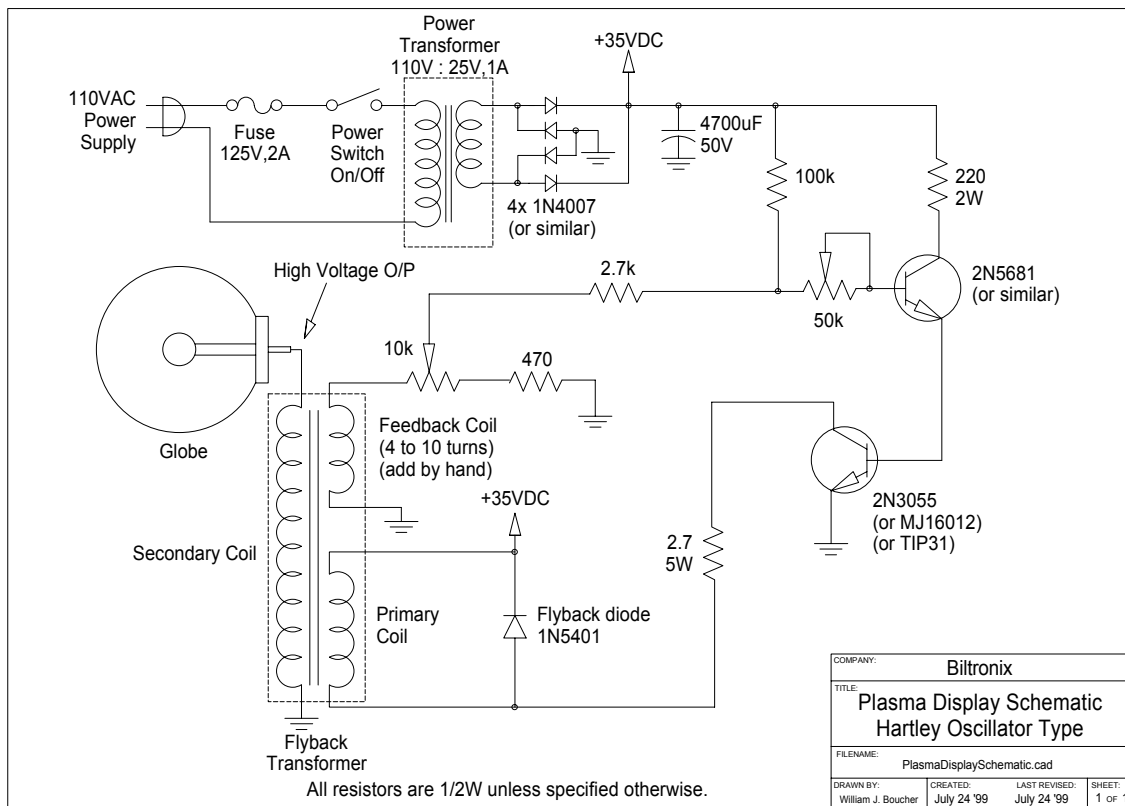 Power
Transformer
110V : 25V,1A
+35VDC
110VAC
Power
Supply
Fuse
125V,2A
Power
Switch
On/Off
4x 1N4007
(or similar)
4700uF
50V
100k
220
2W
High Voltage O/P
2.7k
50k
2N5681
(or similar)
10k
470
Globe
Feedback Coil
(4 to 10 turns)
(add by hand)
+35VDC
2N3055
(or MJ16012)
(or TIP31)
Secondary Coil
2.7
5W
Primary
Coil
Flyback diode
1N5401
Flyback
Transformer
All resistors are 1/2W unless specified otherwise.
COMPANY:
Biltronix
TITLE:
Plasma Display Schematic
Hartley Oscillator Type
FILENAME:
PlasmaDisplaySchematic.cad
DRAWN BY:
William J. Boucher
CREATED:
July 24 '99
LAST REVISED:
July 24 '99
SHEET:
1 OF 1